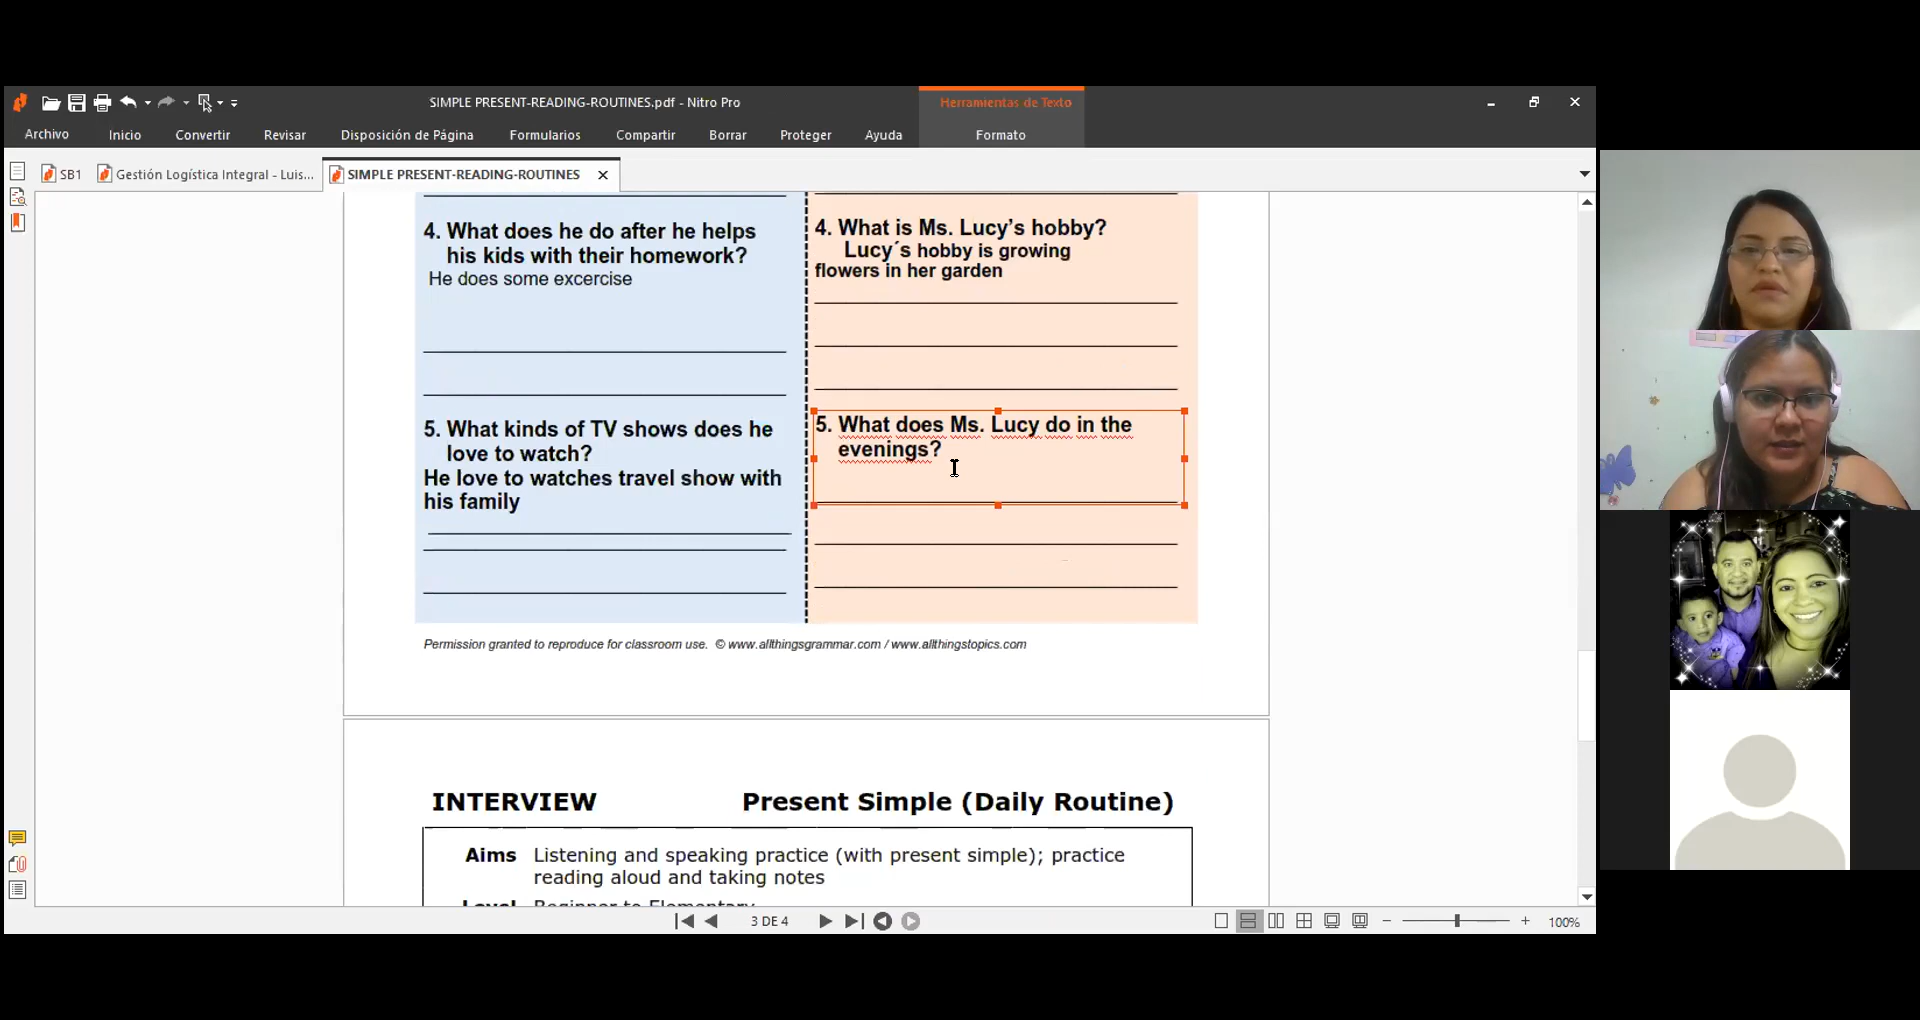 SIMPLE PRESENT-READING-ROUTINES.pdf - Nitro Pro
Herramientas de Texto
Archivo Inicio Convertir Revisar Disposición de Página Formularios Compartir Borrar Proteger Ayuda Formato
SB1 Gestión Logística Integral - Luis... SIMPLE PRESENT-READING-ROUTINES
4. What does he do after he helps
his kids with their homework?
He does some excercise
5. What kinds of TV shows does he
love to watch?
He love to watches travel show with
his family
4. What is Ms. Lucy’s hobby?
Lucy´s hobby is growing
flowers in her garden
5. What does Ms. Lucy do in the
evenings?
Permission granted to reproduce for classroom use. © www.allthingsgrammar.com / www.allthingstopics.com
INTERVIEW Present Simple (Daily Routine)
Aims Listening and speaking practice (with present simple); practice
reading aloud and taking notes
Level Beginner to Elementary
3 DE 4
100%